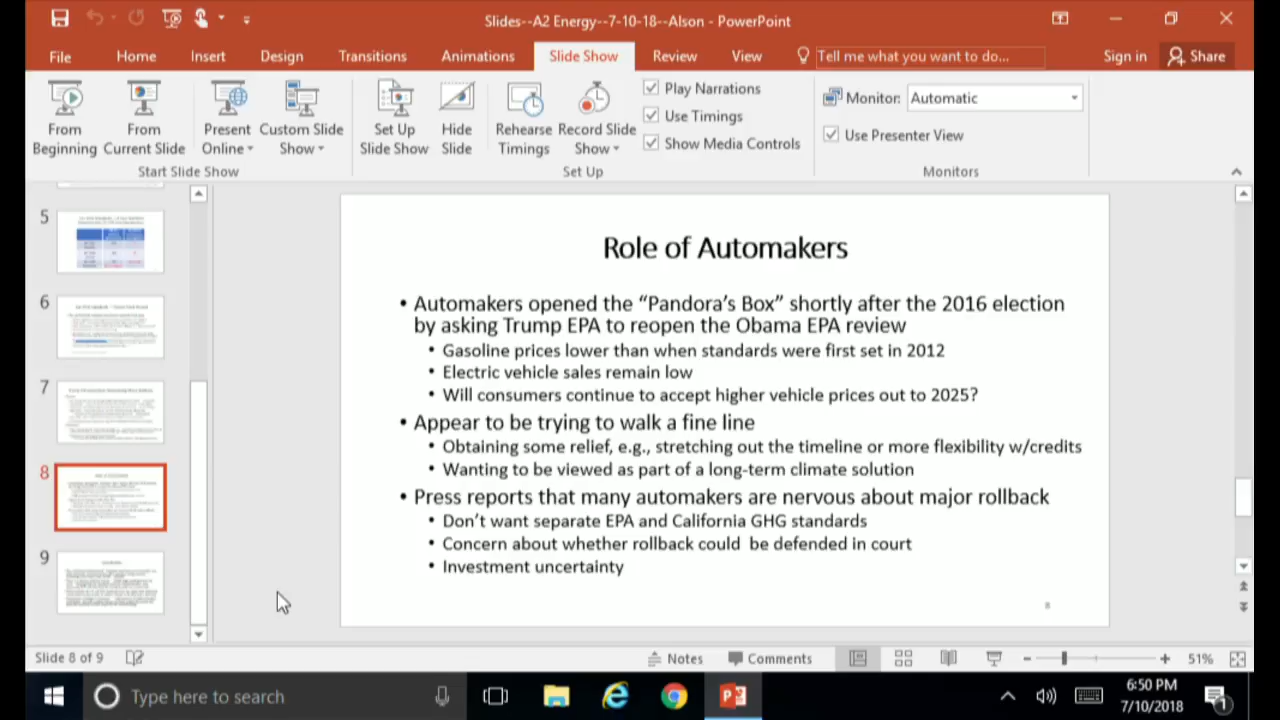 Slides--A2 Energy--7-10-18--Alson - PowerPoint
File Home Insert Design Transitions Animations Slide Show Review View Tell me what you want to do... Sign in Share
From Beginning
From Current Slide
Present Online
Custom Slide Show
Set Up Slide Show
Hide Slide
Rehearse Timings
Record Slide Show
Play Narrations
Use Timings
Show Media Controls
Monitor: Automatic
Use Presenter View
Start Slide Show
Set Up
Monitors
5
6
7
8
9
Role of Automakers
• Automakers opened the “Pandora’s Box” shortly after the 2016 election
by asking Trump EPA to reopen the Obama EPA review
• Gasoline prices lower than when standards were first set in 2012
• Electric vehicle sales remain low
• Will consumers continue to accept higher vehicle prices out to 2025?
• Appear to be trying to walk a fine line
• Obtaining some relief, e.g., stretching out the timeline or more flexibility w/credits
• Wanting to be viewed as part of a long-term climate solution
• Press reports that many automakers are nervous about major rollback
• Don’t want separate EPA and California GHG standards
• Concern about whether rollback could be defended in court
• Investment uncertainty
8
Slide 8 of 9
Notes
Comments
51%
Type here to search
6:50 PM
7/10/2018
1